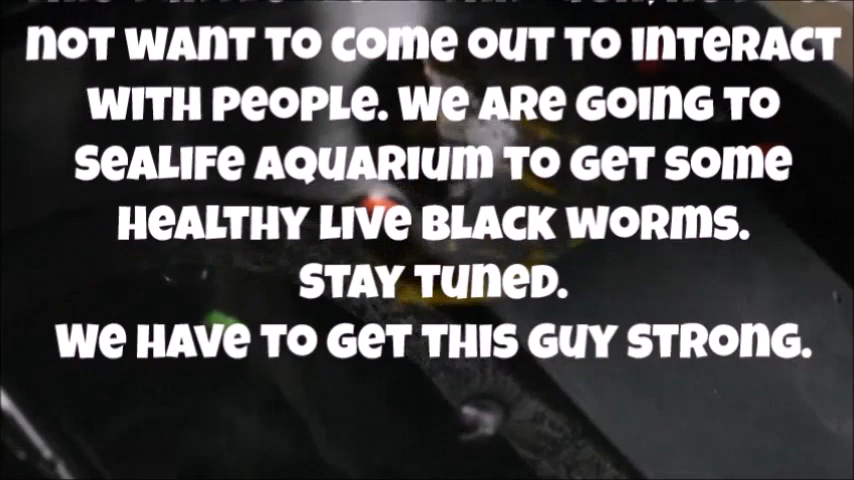 not want to come out to interact
with people. We are going to
Sealife Aquarium to get some
healthy live black worms.
Stay tuned.
We have to get this guy strong.